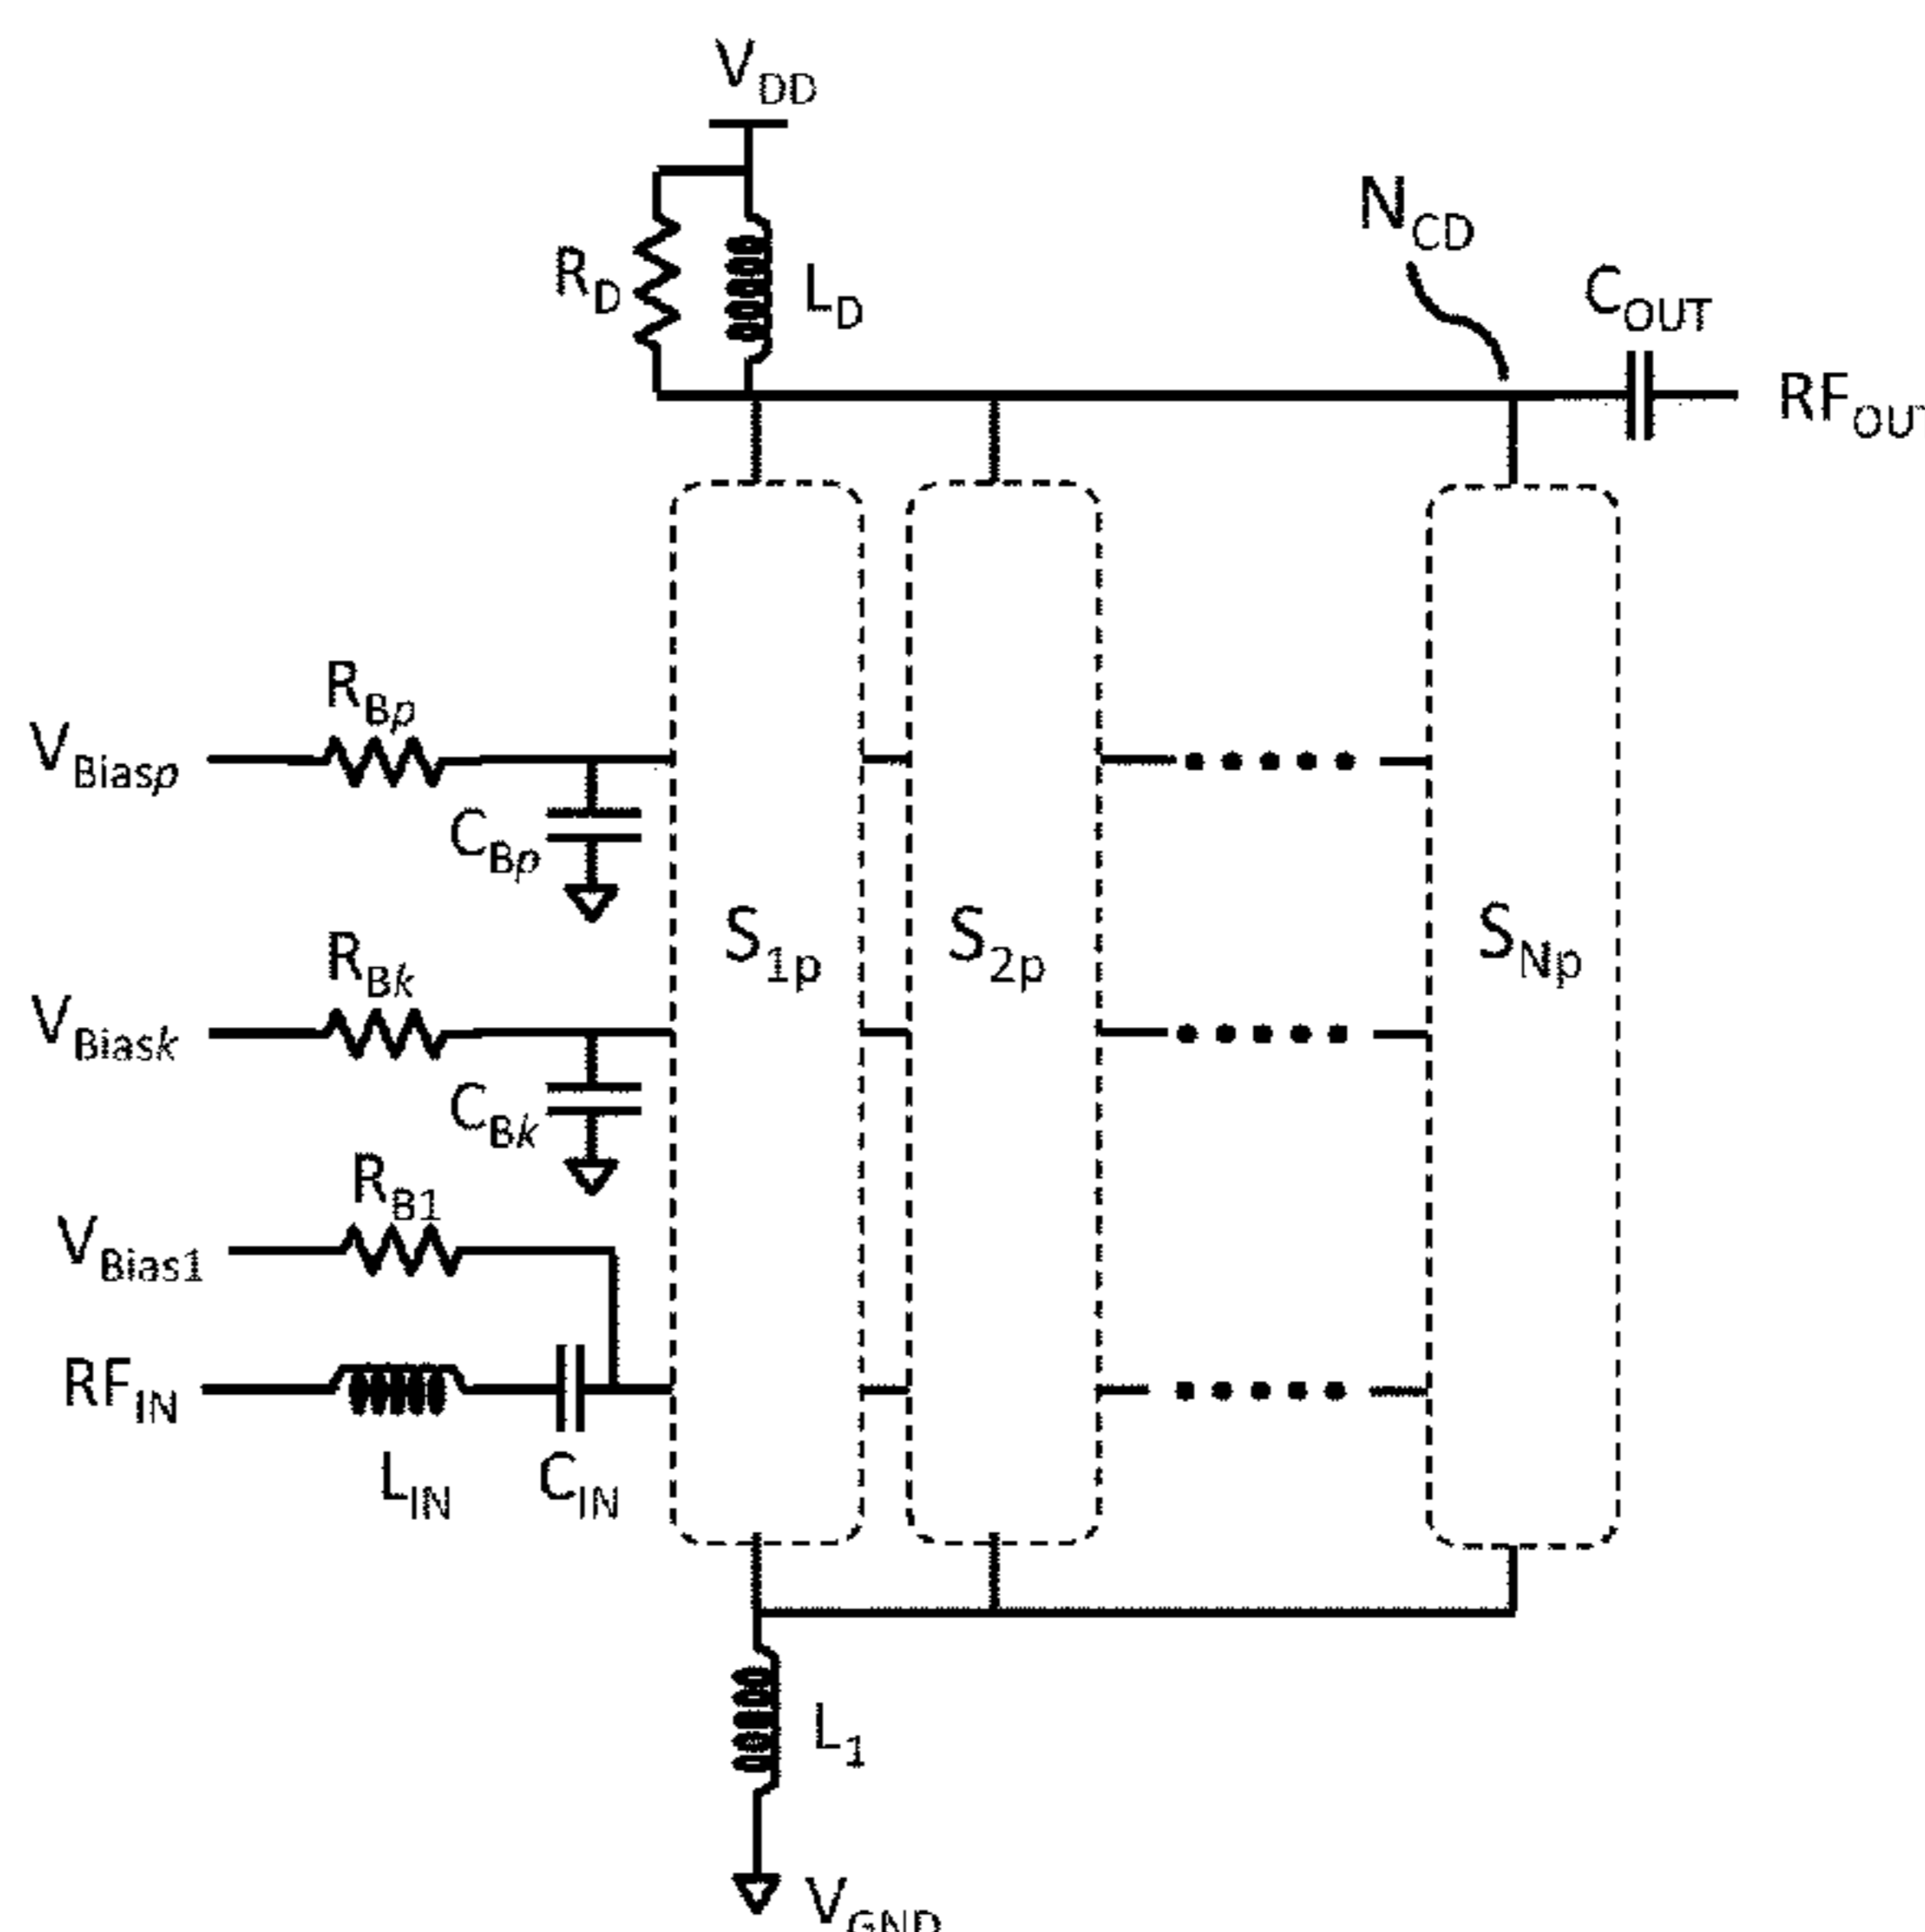 VDD
NCD
RD
LD
COUT
RFOUT
RBp
VBiasp
CBp
S1p
S2p
SNp
RBk
VBiask
CBk
RB1
VBias1
RFIN
LIN
CIN
L1
VGND